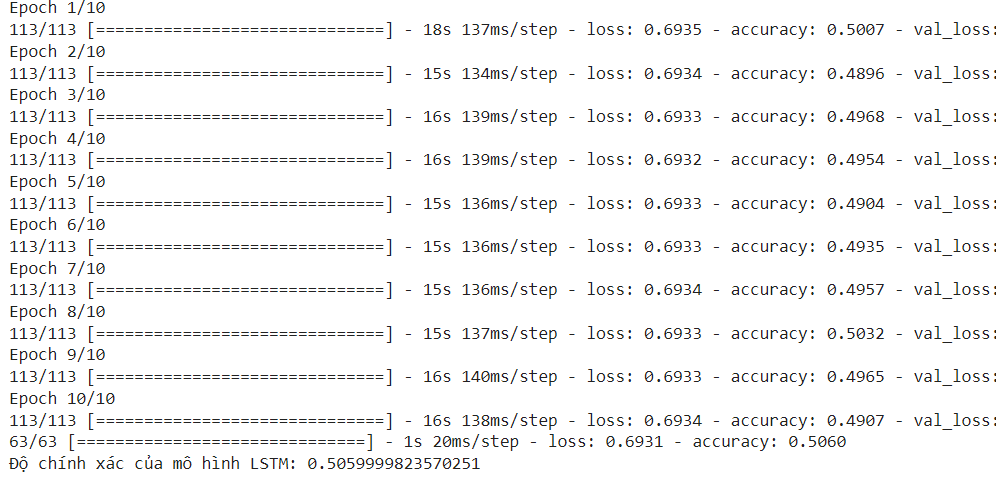 Epoch 1/10
113/113 [==============================] - 18s 137ms/step - loss: 0.6935 - accuracy: 0.5007 - val_loss:
Epoch 2/10
113/113 [==============================] - 15s 134ms/step - loss: 0.6934 - accuracy: 0.4896 - val_loss:
Epoch 3/10
113/113 [==============================] - 16s 139ms/step - loss: 0.6933 - accuracy: 0.4968 - val_loss:
Epoch 4/10
113/113 [==============================] - 16s 139ms/step - loss: 0.6932 - accuracy: 0.4954 - val_loss:
Epoch 5/10
113/113 [==============================] - 15s 136ms/step - loss: 0.6933 - accuracy: 0.4904 - val_loss:
Epoch 6/10
113/113 [==============================] - 15s 136ms/step - loss: 0.6933 - accuracy: 0.4935 - val_loss:
Epoch 7/10
113/113 [==============================] - 15s 136ms/step - loss: 0.6934 - accuracy: 0.4957 - val_loss:
Epoch 8/10
113/113 [==============================] - 15s 137ms/step - loss: 0.6933 - accuracy: 0.5032 - val_loss:
Epoch 9/10
113/113 [==============================] - 16s 140ms/step - loss: 0.6933 - accuracy: 0.4965 - val_loss:
Epoch 10/10
113/113 [==============================] - 16s 138ms/step - loss: 0.6934 - accuracy: 0.4907 - val_loss:
63/63 [==============================] - 1s 20ms/step - loss: 0.6931 - accuracy: 0.5060
Độ chính xác của mô hình LSTM: 0.5059999823570251